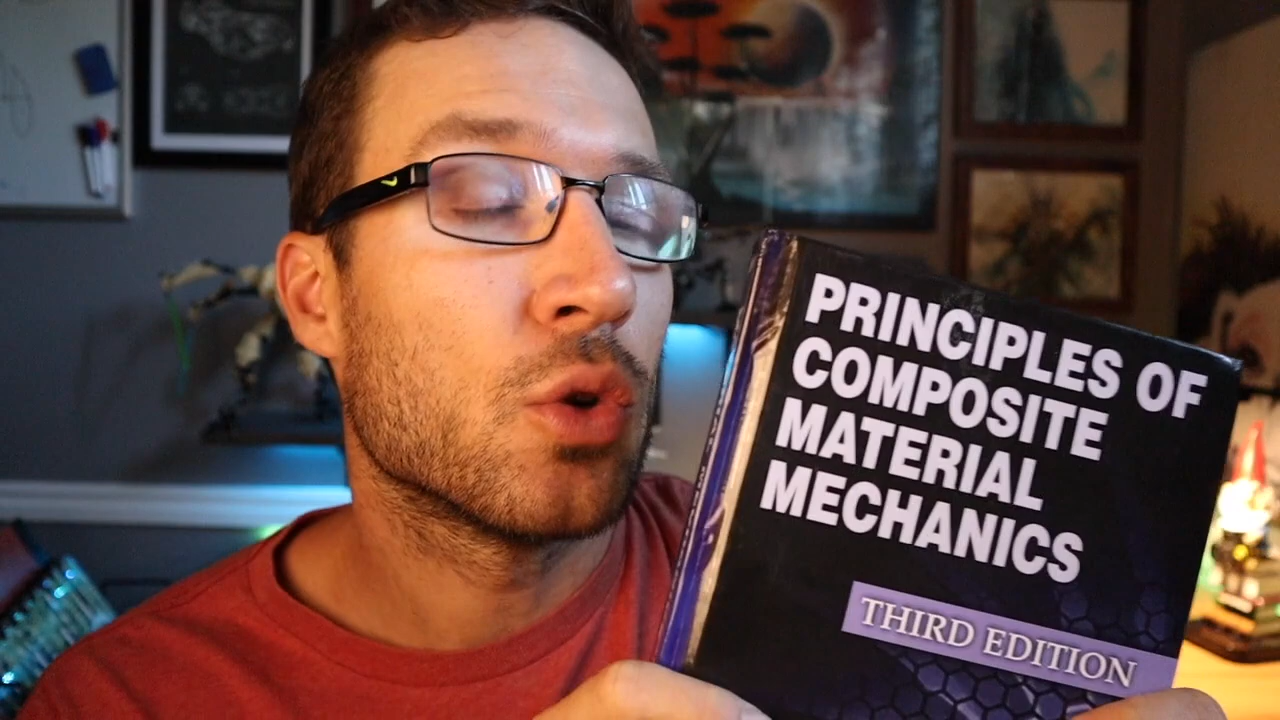 PRINCIPLES OF
COMPOSITE
MATERIAL
MECHANICS
THIRD EDITION